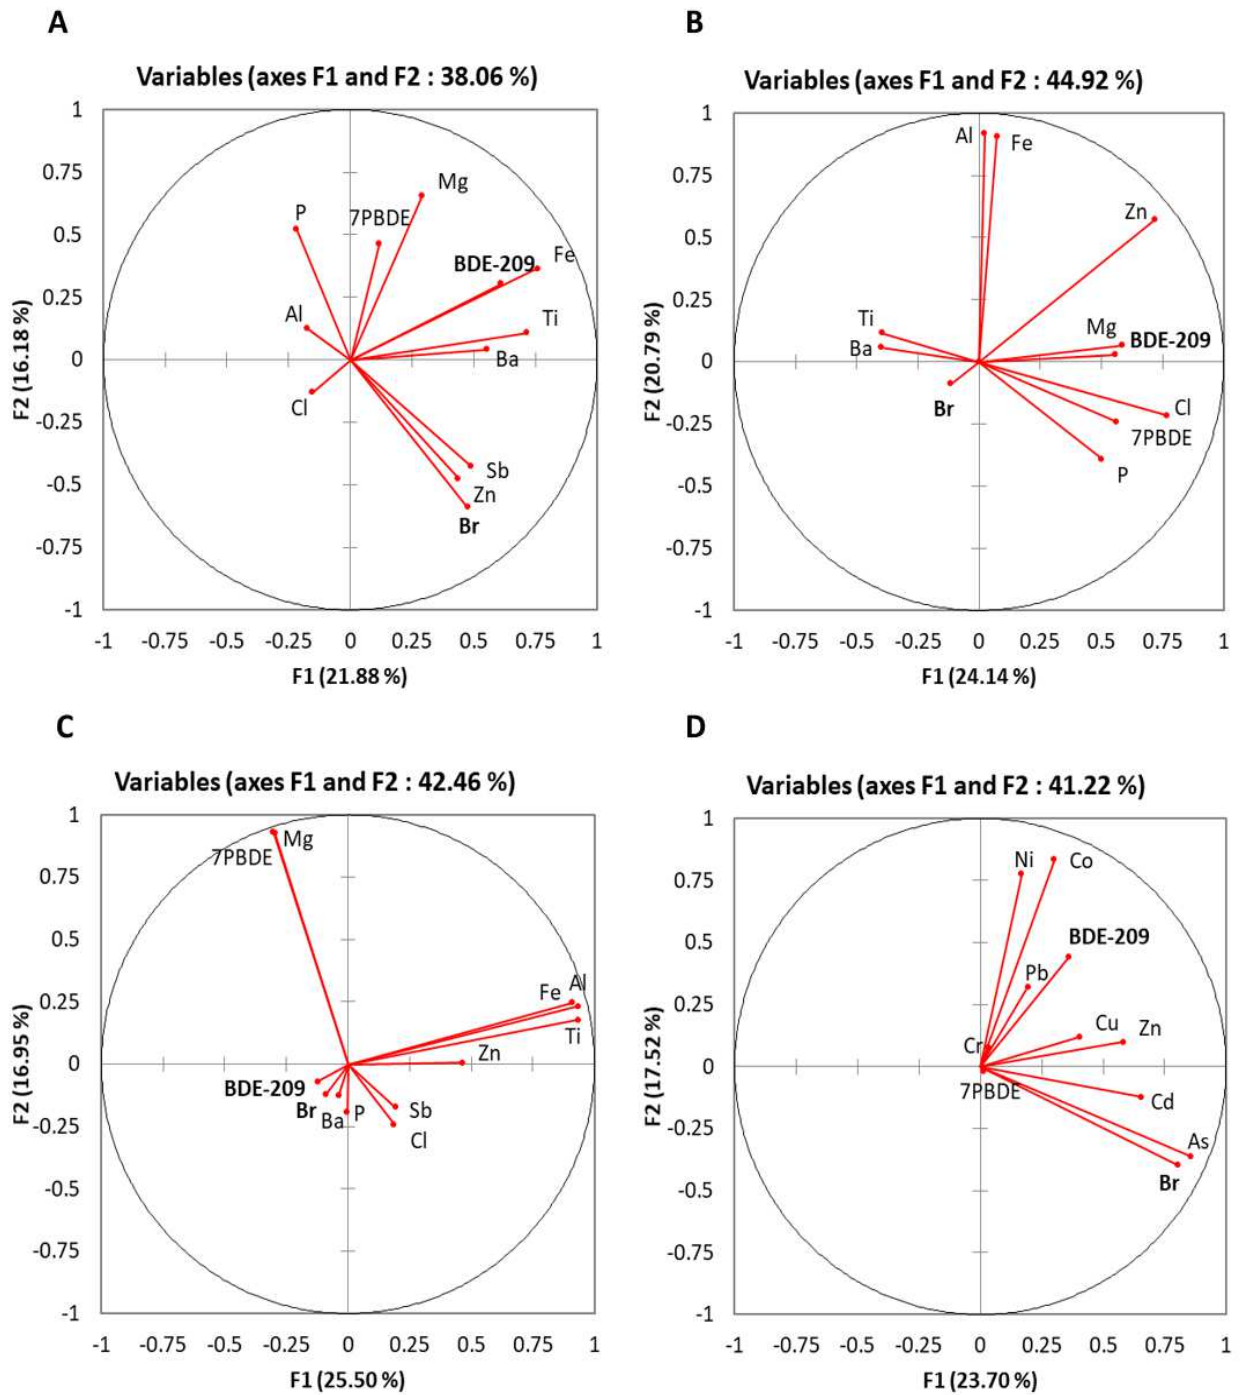 A
Variables (axes F1 and F2 : 38.06 %)
1
0.75
0.5
0.25
0
-0.25
-0.5
-0.75
-1
F2 (16.18 %)
Mg
P
7PBDE
BDE-209
Fe
Al
Ti
Ba
Cl
Sb
Zn
Br
-1 -0.75 -0.5 -0.25 0 0.25 0.5 0.75 1
F1 (21.88 %)
B
Variables (axes F1 and F2 : 44.92 %)
1
0.75
0.5
0.25
0
-0.25
-0.5
-0.75
-1
F2 (20.79 %)
Al
Fe
Zn
Ti
Mg
BDE-209
Ba
Br
Cl
7PBDE
P
-1 -0.75 -0.5 -0.25 0 0.25 0.5 0.75 1
F1 (24.14 %)
C
Variables (axes F1 and F2 : 42.46 %)
1
0.75
0.5
0.25
0
-0.25
-0.5
-0.75
-1
F2 (16.95 %)
Mg
7PBDE
Fe
Al
Ti
Zn
BDE-209
Br
Ba
P
Sb
Cl
-1 -0.75 -0.5 -0.25 0 0.25 0.5 0.75 1
F1 (25.50 %)
D
Variables (axes F1 and F2 : 41.22 %)
1
0.75
0.5
0.25
0
-0.25
-0.5
-0.75
-1
F2 (17.52 %)
Ni
Co
BDE-209
Pb
Cu
Zn
Cr
7PBDE
Cd
As
Br
-1 -0.75 -0.5 -0.25 0 0.25 0.5 0.75 1
F1 (23.70 %)